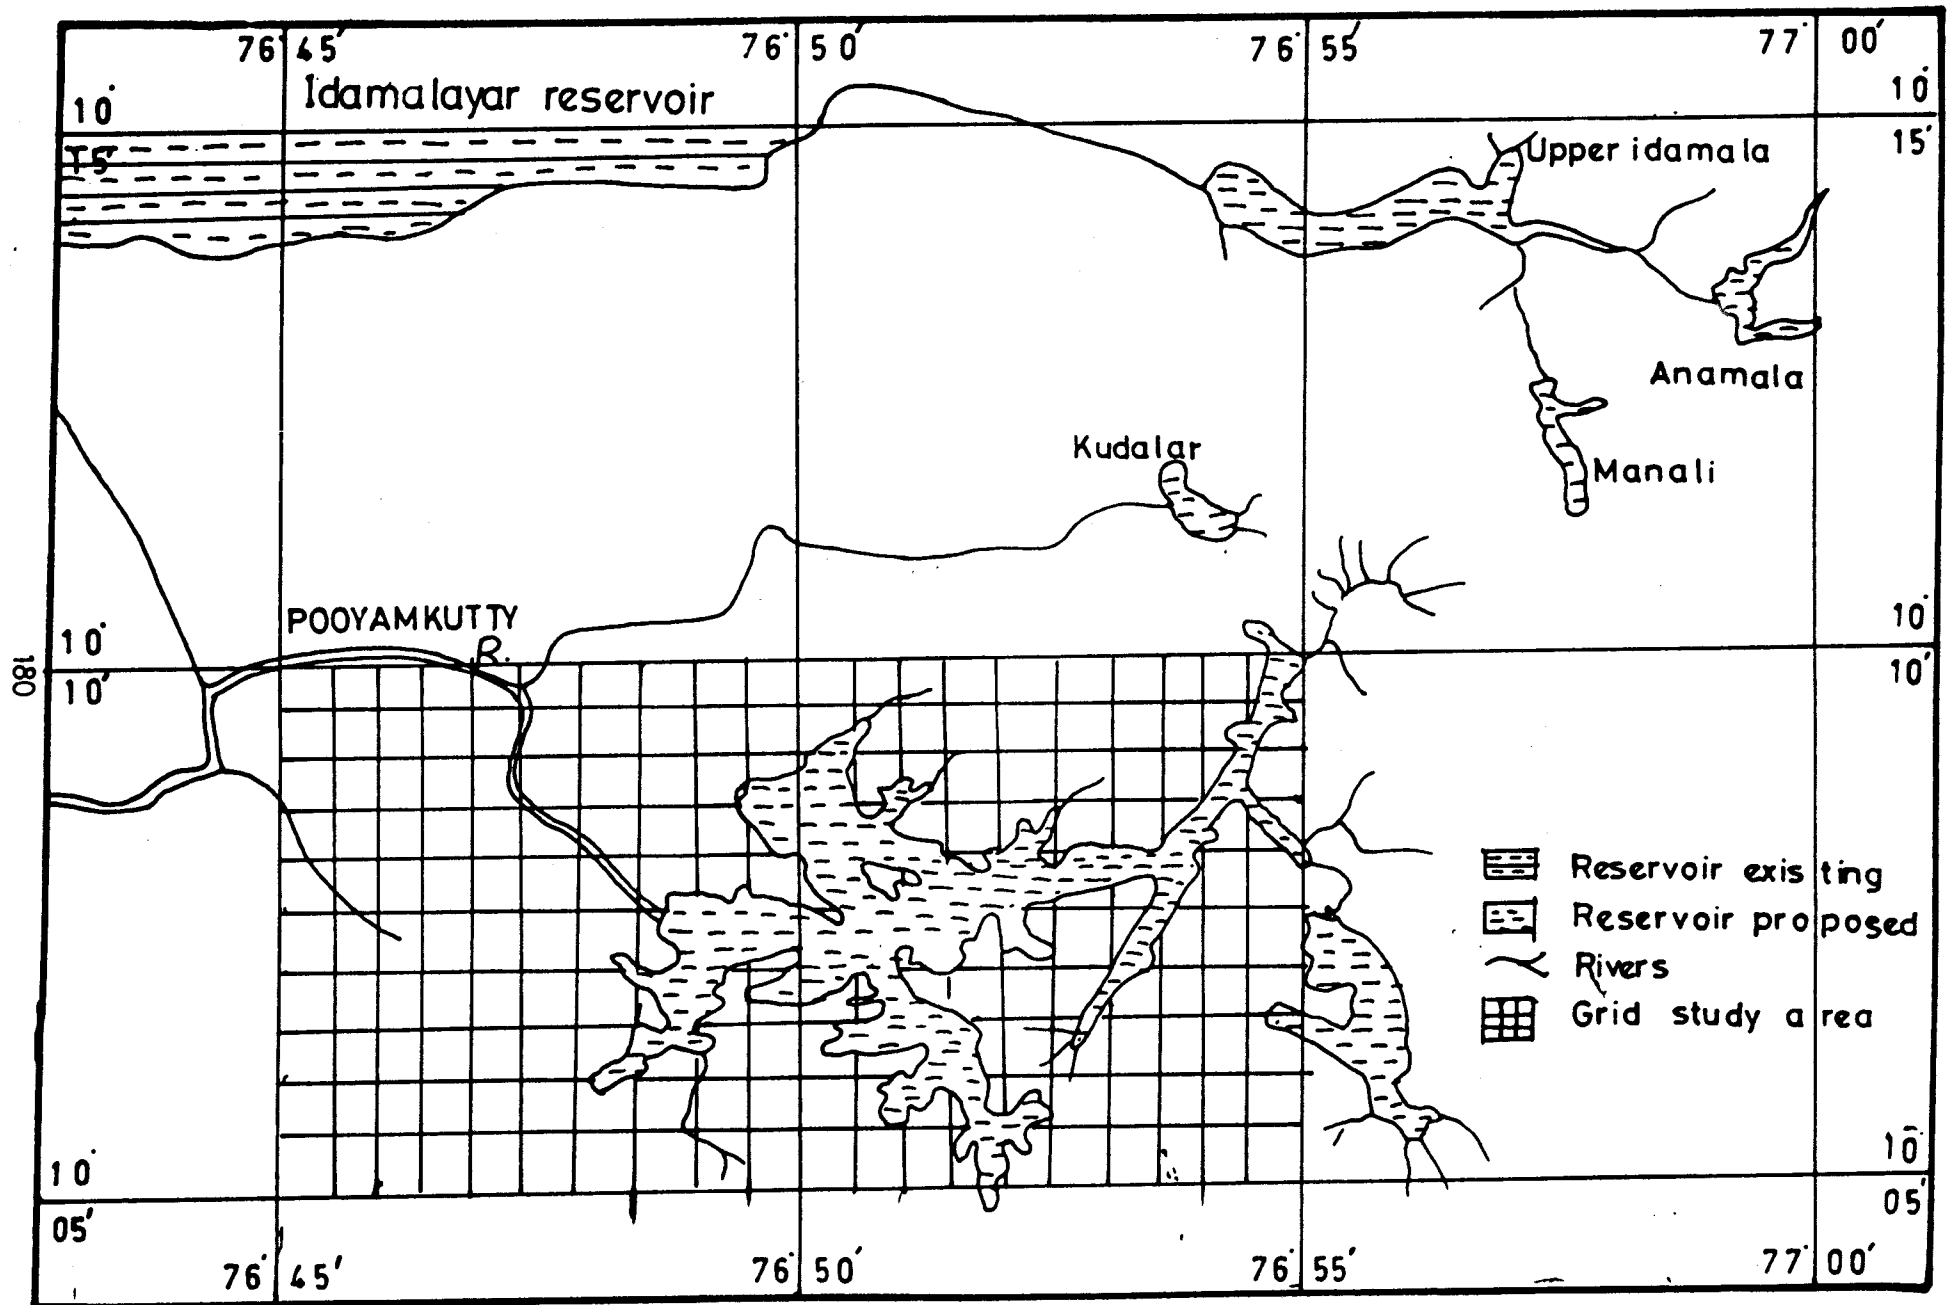 76° 45'
76° 50'
76° 55'
77° 00'
10°
15'
Idamalayar reservoir
10°
15'
Upper idamala
Anamala
Kudalar
Manali
POOYAMKUTTY
R.
10°
10'
10°
10'
180
Reservoir existing
Reservoir proposed
Rivers
Grid study area
10°
05'
10°
05'
76° 45'
76° 50'
76° 55'
77° 00'